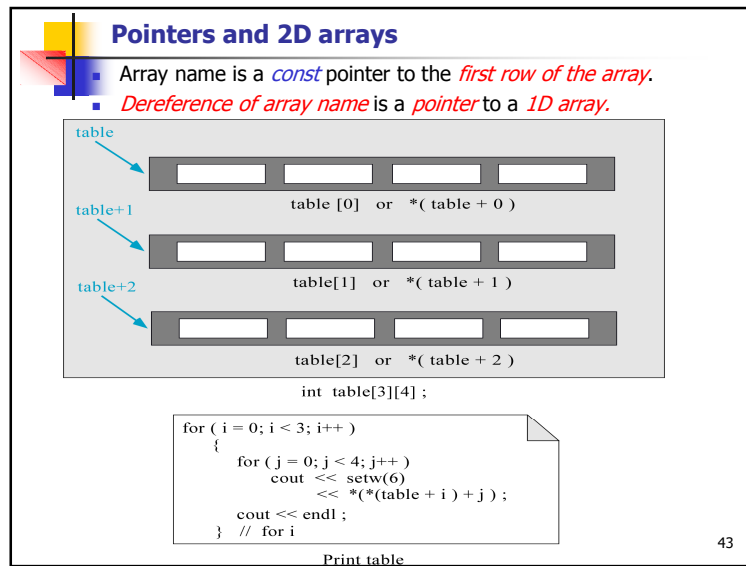 Pointers and 2D arrays
Array name is a const pointer to the first row of the array.
Dereference of array name is a pointer to a 1D array.
table
table [0] or *( table + 0 )
table+1
table[1] or *( table + 1 )
table+2
table[2] or *( table + 2 )
int table[3][4] ;
for ( i = 0; i < 3; i++ )
{
for ( j = 0; j < 4; j++ )
cout << setw(6)
<< *(*(table + i ) + j ) ;
cout << endl ;
} // for i
Print table
43